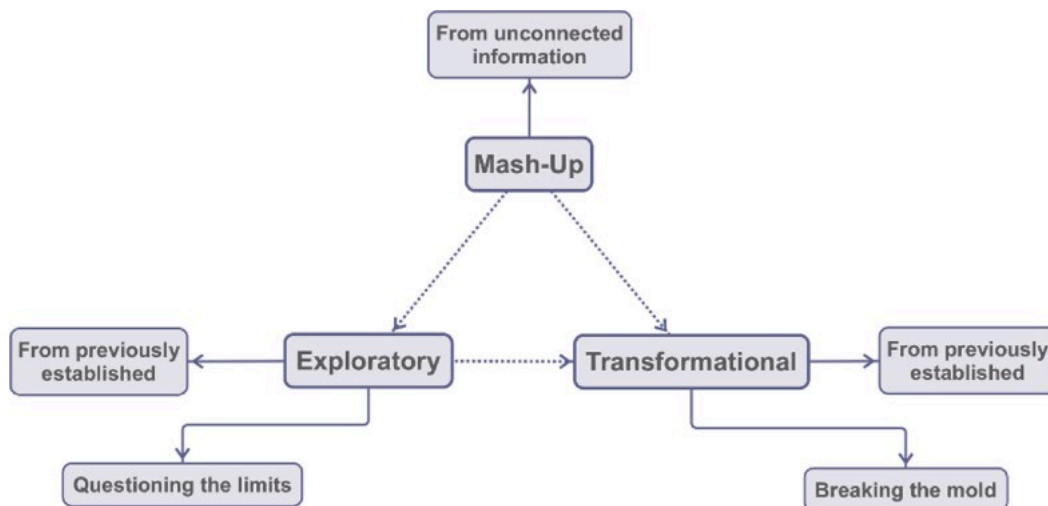 From unconnected
information
Mash-Up
From previously
established
Exploratory
Transformational
From previously
established
Questioning the limits
Breaking the mold